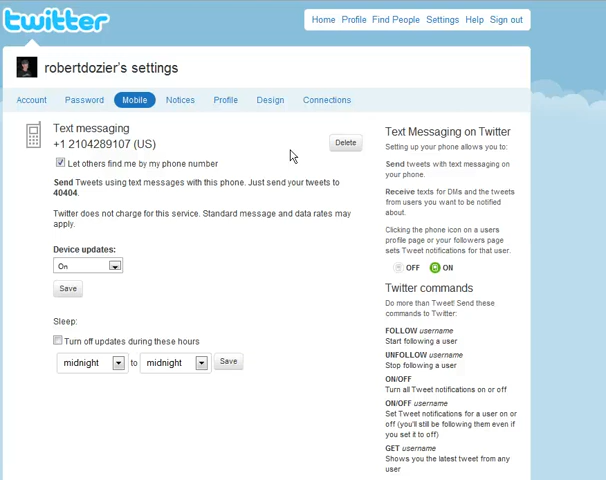 twitter
Home Profile Find People Settings Help Sign out
robertdozier's settings
Account Password Mobile Notices Profile Design Connections
Text messaging
+1 2104289107 (US)
Delete
Let others find me by my phone number
Send Tweets using text messages with this phone. Just send your tweets to
40404.
Twitter does not charge for this service. Standard message and data rates may
apply.
Device updates:
On
Save
Sleep:
Turn off updates during these hours
midnight to midnight Save
Text Messaging on Twitter
Setting up your phone allows you to:
Send tweets with text messaging on
your phone.
Receive texts for DMs and the tweets
from users you want to be notified
about.
Clicking the phone icon on a users
profile page or your followers page
sets Tweet notifications for that user.
OFF ON
Twitter commands
Do more than Tweet! Send these
commands to Twitter:
FOLLOW username
Start following a user
UNFOLLOW username
Stop following a user
ON/OFF
Turn all Tweet notifications on or off
ON/OFF username
Set Tweet notifications for a user on or
off (you'll still be following them even if
you set it to off)
GET username
Shows you the latest tweet from any
user